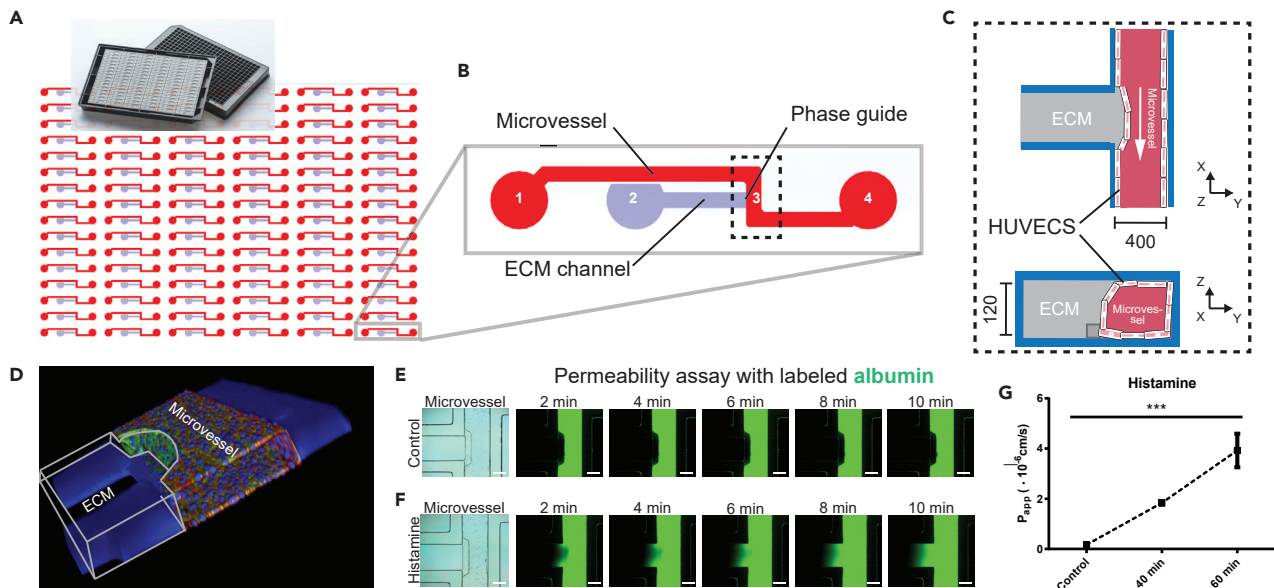 A
B
Microvessel
Phase guide
1
2
3
4
ECM channel
C
ECM
Microvessel
X
Z
Y
HUVECS
400
120
ECM
Microves-
sel
Z
X
Y
D
Microvessel
ECM
E
Permeability assay with labeled albumin
Microvessel
2 min
4 min
6 min
8 min
10 min
Control
F
Microvessel
2 min
4 min
6 min
8 min
10 min
Histamine
G
Histamine
***
6
4
2
0
Papp ( · 10-6cm/s)
Control
40 min
60 min